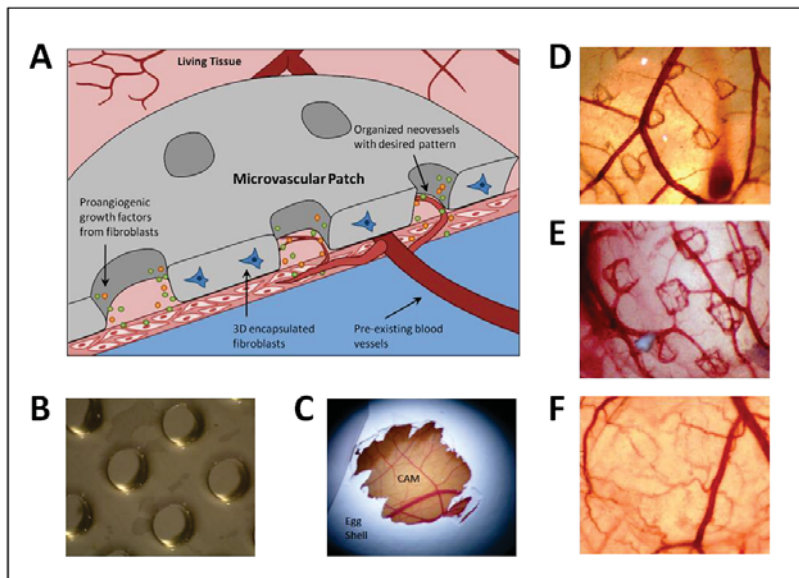 A
Living Tissue
Organized neovessels
with desired pattern
Microvascular Patch
Proangiogenic
growth factors
from fibroblasts
3D encapsulated
fibroblasts
Pre-existing blood
vessels
B
C
CAM
Egg
Shell
D
E
F